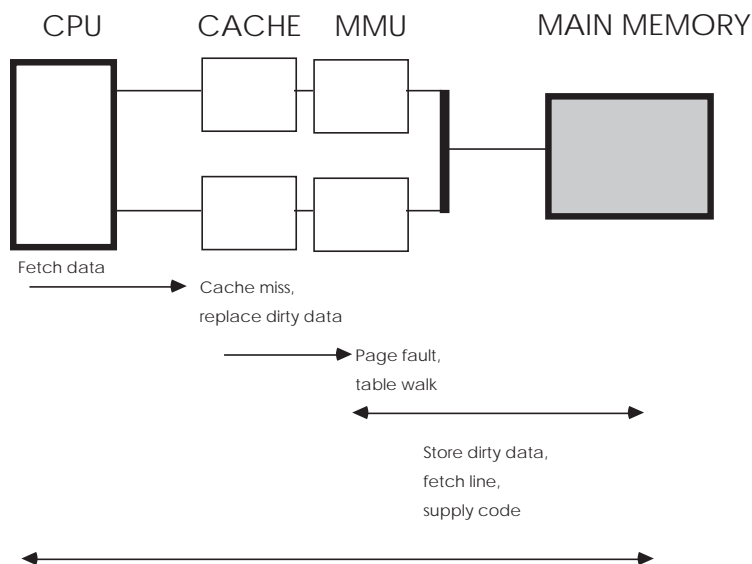 CPU CACHE MMU MAIN MEMORY
Fetch data
Cache miss,
replace dirty data
Page fault,
table walk
Store dirty data,
fetch line,
supply code